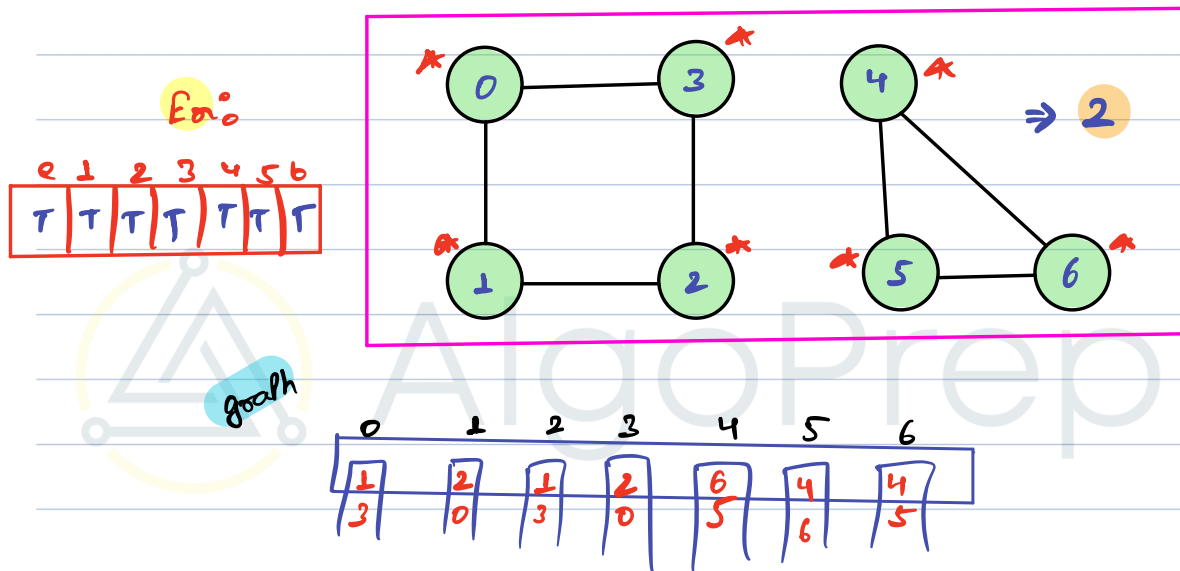 0 3 4
⇒ 2
Ex:
0 1 2 3 4 5 6
T T T T T T T
1 2 5 6
AlgoPrep
graph
0 1 2 3 4 5 6
1 2 1 2 6 4 4
3 0 3 0 5 6 5